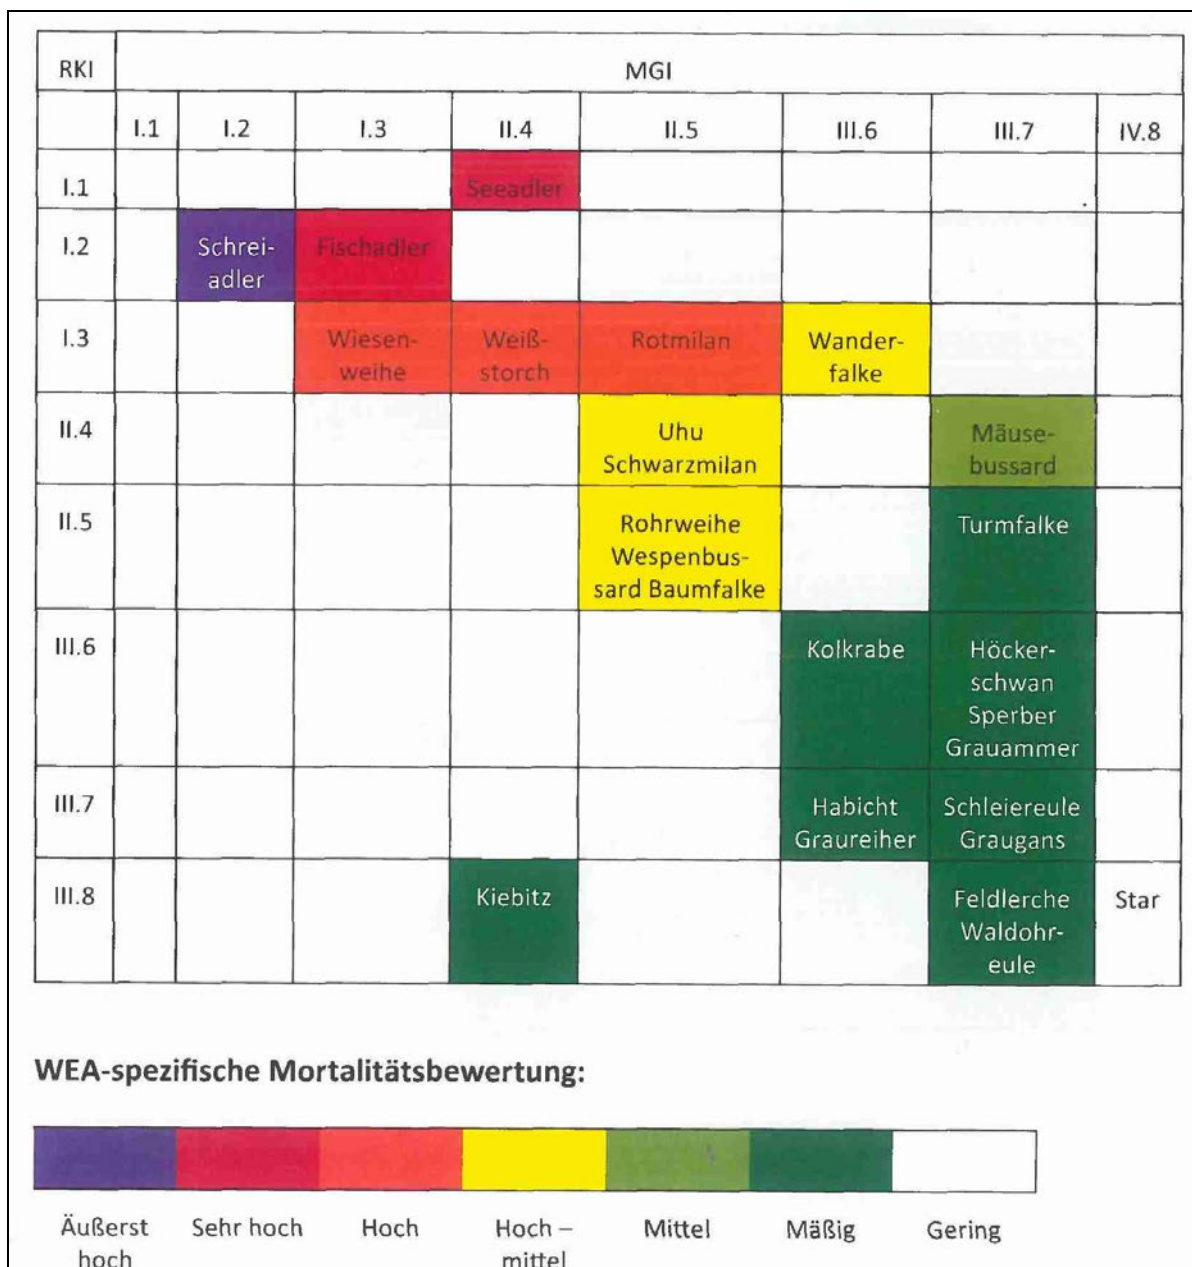 RKI MGI
I.1 I.2 I.3 II.4 II.5 III.6 III.7 IV.8
I.1 Seeadler
I.2 Schrei- Fischadler
adler
I.3 Wiesen- Weiß- Rotmilan Wander-
weihe storch falke
II.4 Uhu Mäuse-
Schwarzmilan bussard
II.5 Rohrweihe Turmfalke
Wespenbus-
sard Baumfalke
III.6 Kolkrabe Höcker-
schwan
Sperber
Grauammer
III.7 Habicht Schleiereule
Graureiher Graugans
III.8 Kiebitz Feldlerche Star
Waldohr-
eule
WEA-spezifische Mortalitätsbewertung:
Äußerst Sehr hoch Hoch Hoch – Mittel Mäßig Gering
hoch mittel